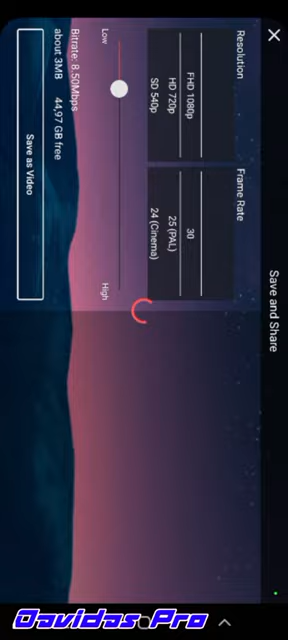 Save and Share
Resolution
FHD 1080p
HD 720p
SD 540p
Frame Rate
30
25 (PAL)
24 (Cinema)
Low
High
Bitrate: 8.50Mbps
about 3MB
44,97 GB free
Save as Video
Davidas Pro